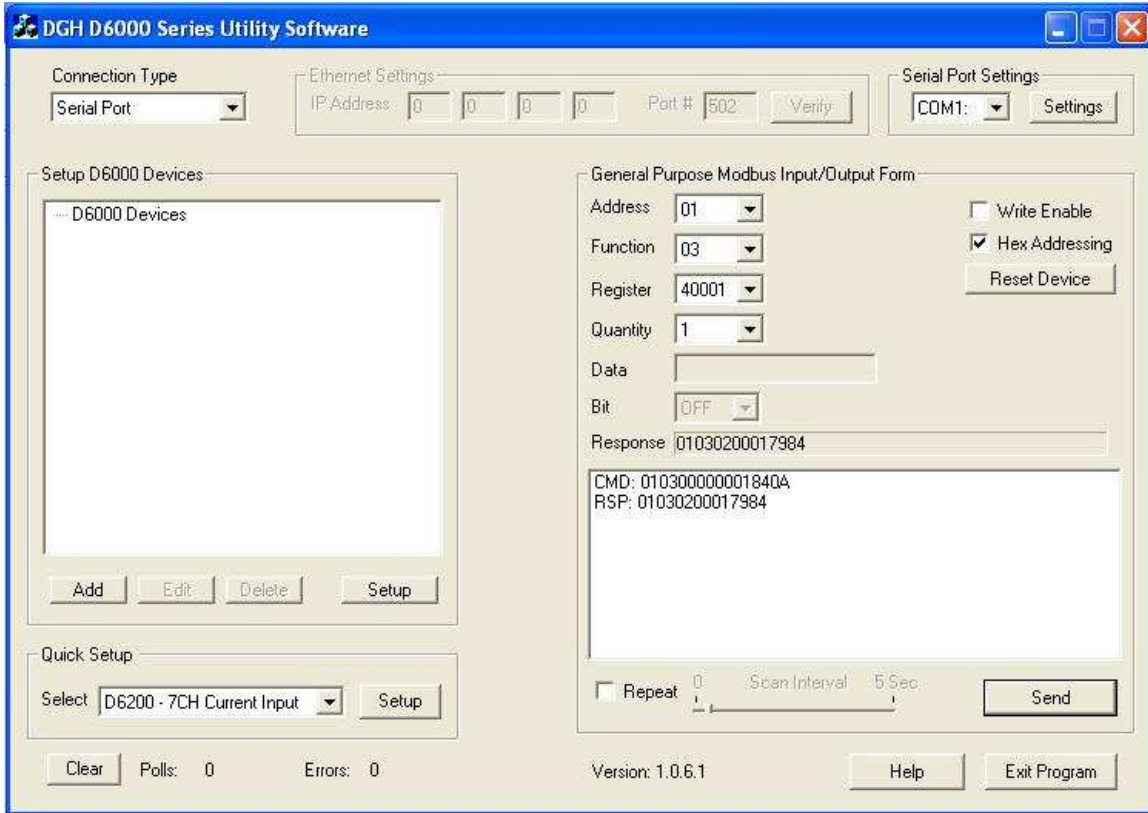 DGH D6000 Series Utility Software
Connection Type
Serial Port
Ethernet Settings
IP Address 0 0 0 0 Port # 502 Verify
Serial Port Settings
COM1: Settings
Setup D6000 Devices
D6000 Devices
Add Edit Delete Setup
Quick Setup
Select D6200 - 7CH Current Input Setup
General Purpose Modbus Input/Output Form
Address 01
Function 03
Register 40001
Quantity 1
Data
Bit OFF
Response 01030200017984
Write Enable
Hex Addressing
Reset Device
CMD: 010300000001840A
RSP: 01030200017984
Repeat 0 Scan Interval 5 Sec.
Send
Clear Polls: 0 Errors: 0
Version: 1.0.6.1
Help Exit Program